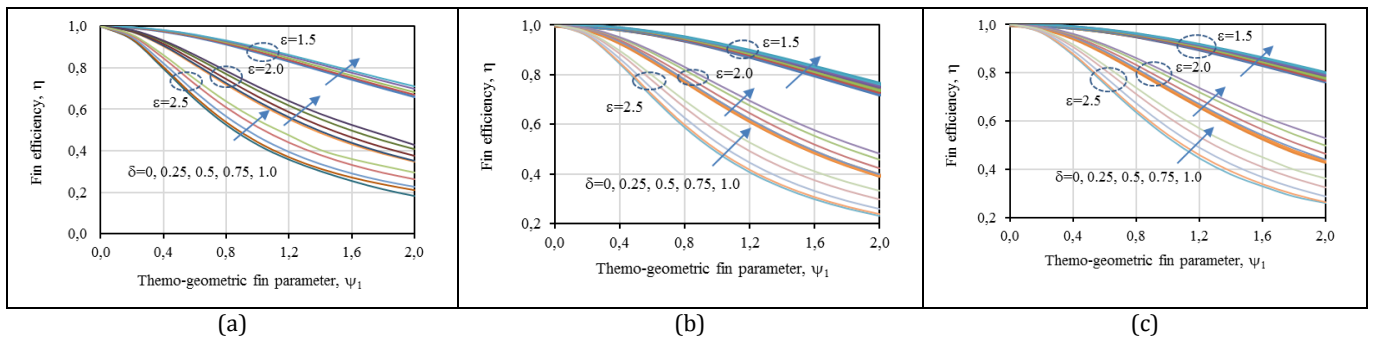 1,0
0,8
0,6
0,4
0,2
0,0
Fin efficiency, η
ε=1.5
ε=2.0
ε=2.5
δ=0, 0.25, 0.5, 0.75, 1.0
0,0 0,4 0,8 1,2 1,6 2,0
Themo-geometric fin parameter, ψ1
(a)
1,0
0,8
0,6
0,4
0,2
Fin efficiency, η
ε=1.5
ε=2.0
ε=2.5
δ=0, 0.25, 0.5, 0.75, 1.0
0,0 0,4 0,8 1,2 1,6 2,0
Themo-geometric fin parameter, ψ1
(b)
1,0
0,8
0,6
0,4
0,2
Fin efficiency, η
ε=1.5
ε=2.0
ε=2.5
δ=0, 0.25, 0.5, 0.75, 1.0
0,0 0,4 0,8 1,2 1,6 2,0
Themo-geometric fin parameter, ψ1
(c)